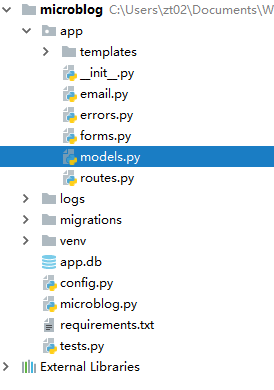 microblog C:\Users\zt02\Documents\W
app
templates
__init__.py
email.py
errors.py
forms.py
models.py
routes.py
logs
migrations
venv
app.db
config.py
microblog.py
requirements.txt
tests.py
External Libraries